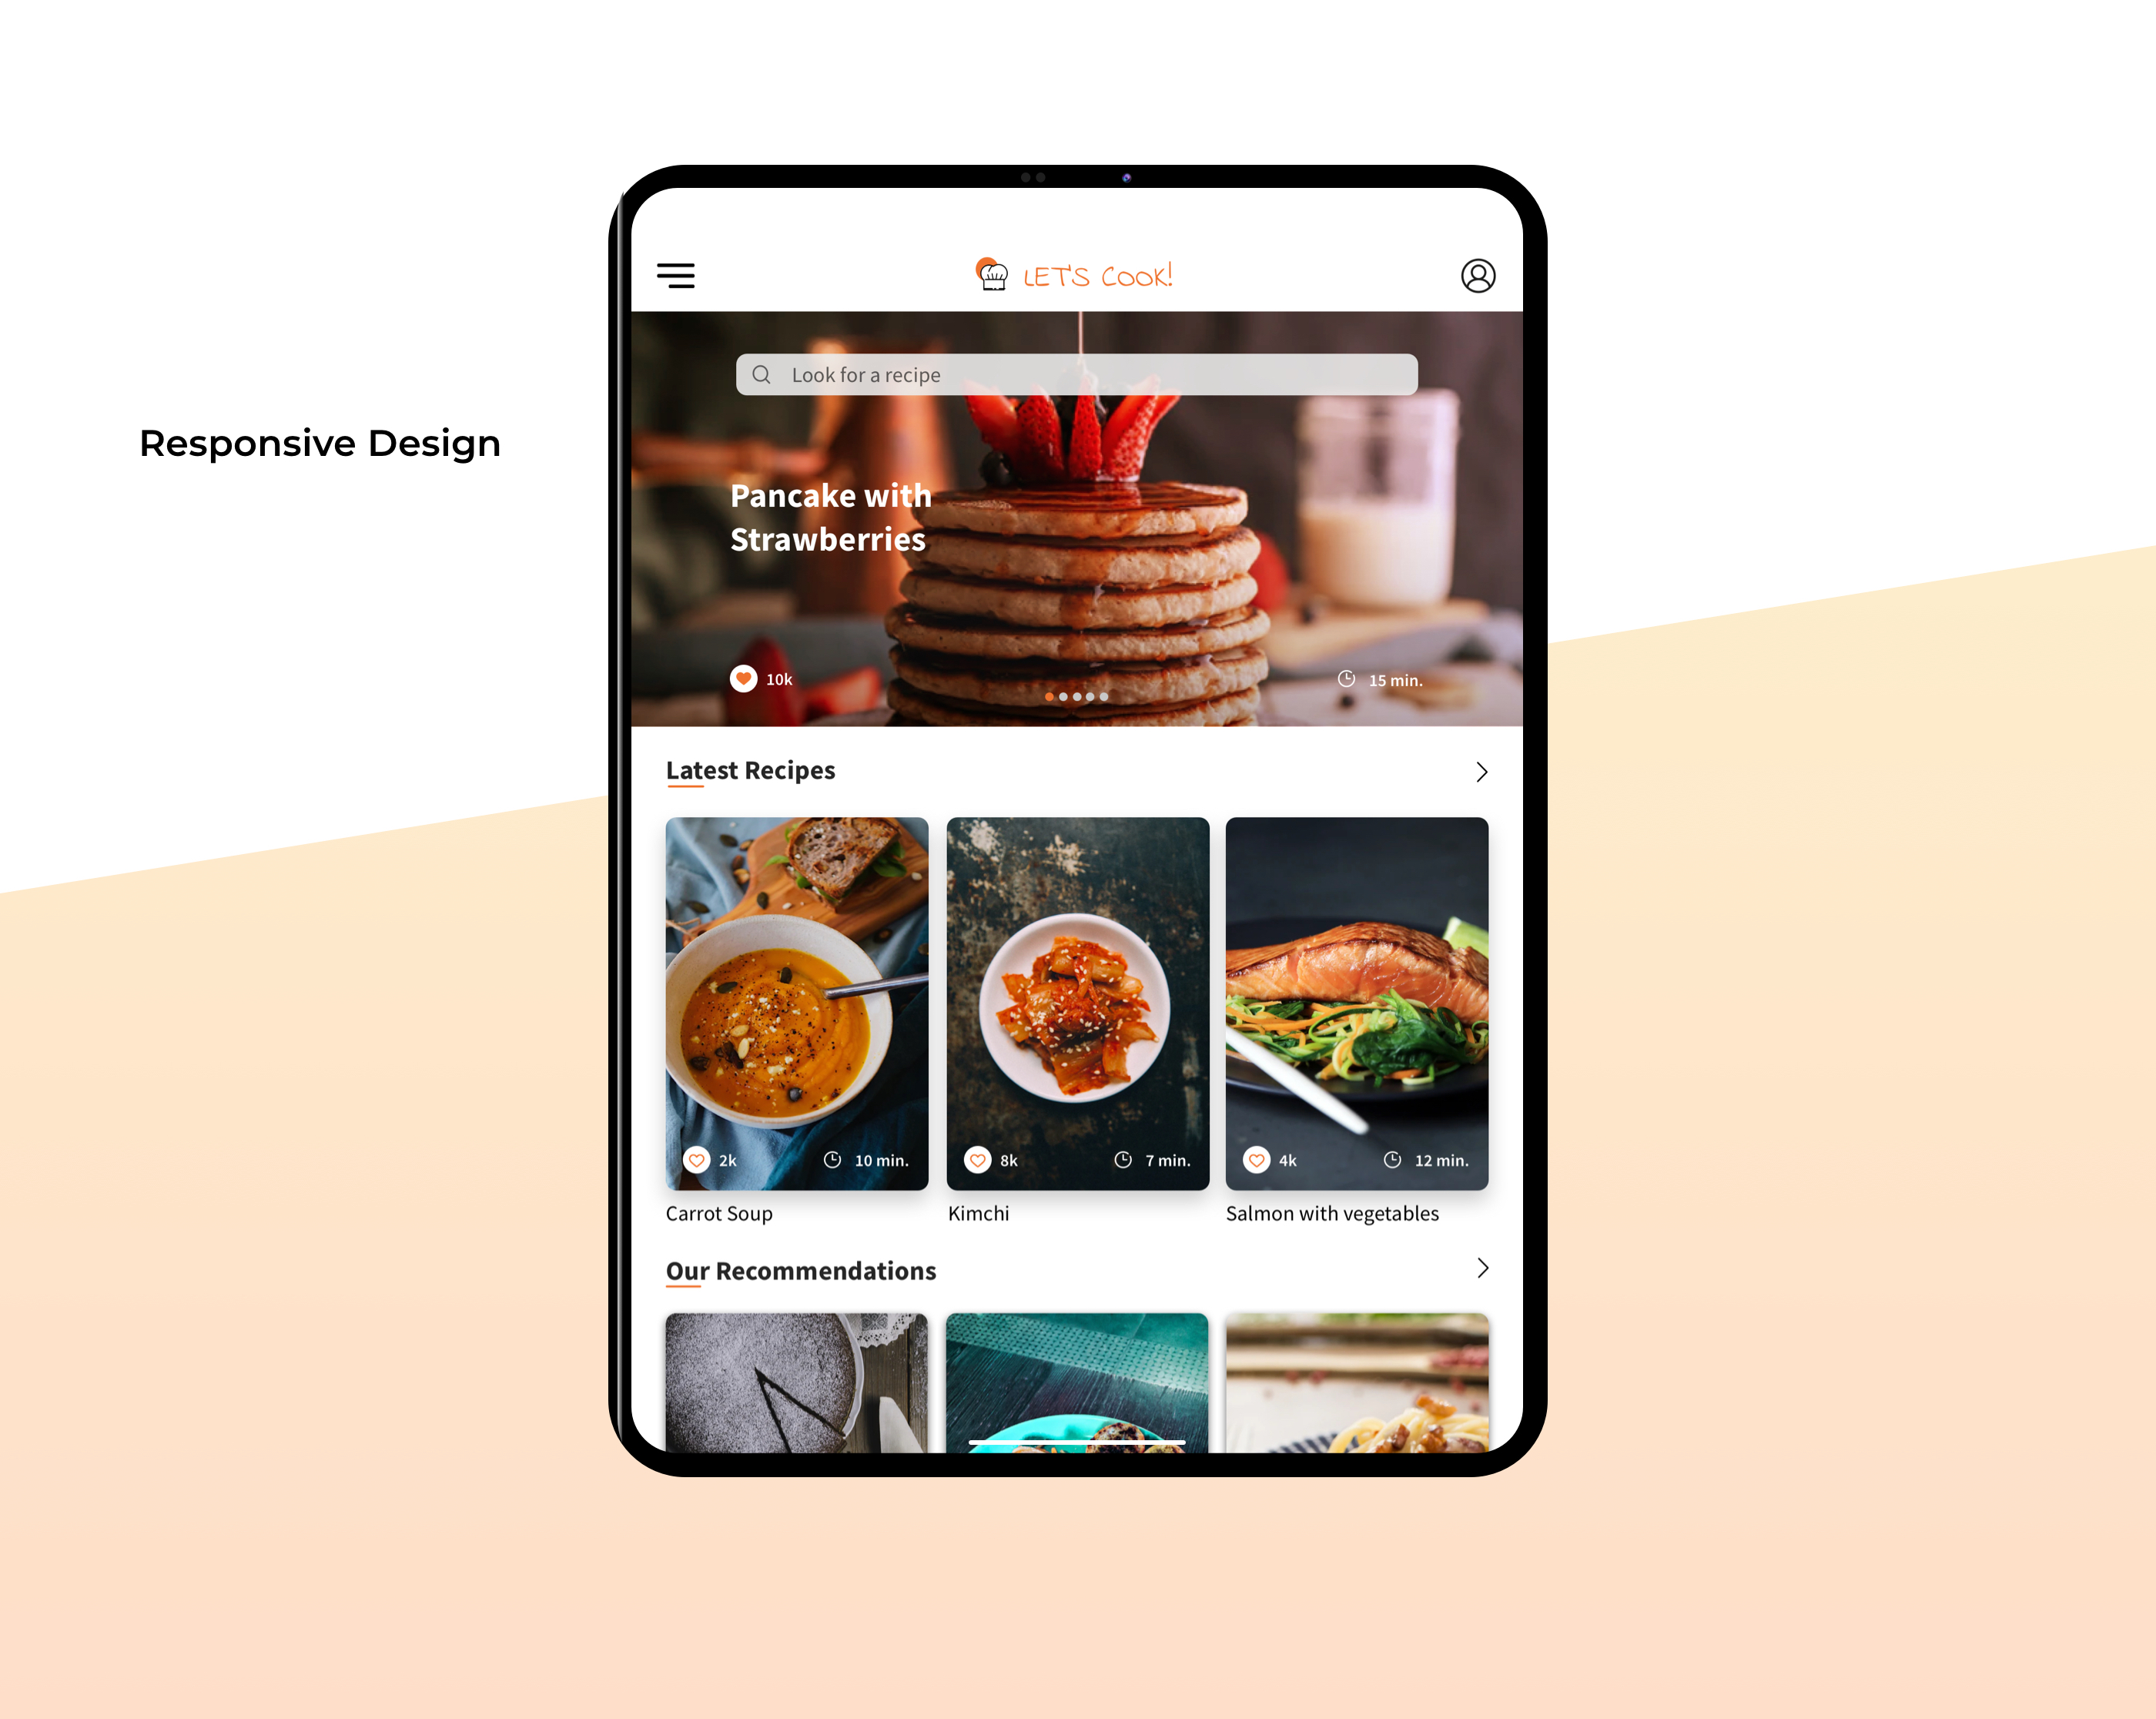 LET'S COOK!
Look for a recipe
Responsive Design
Pancake with
Strawberries
10k
15 min.
Latest Recipes
2k
10 min.
8k
7 min.
4k
12 min.
Carrot Soup
Kimchi
Salmon with vegetables
Our Recommendations